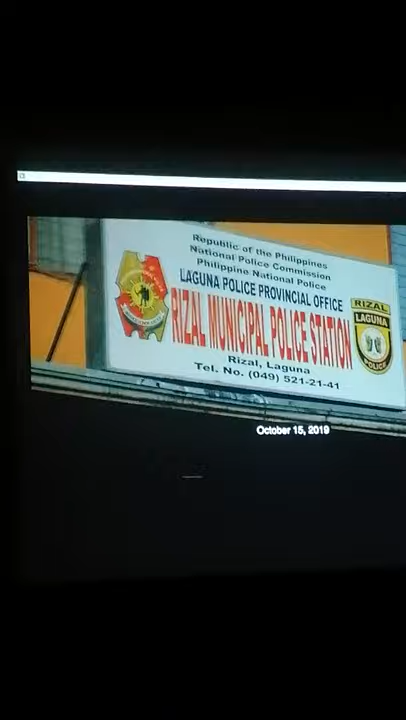 Republic of the Philippines
National Police Commission
Philippine National Police
LAGUNA POLICE PROVINCIAL OFFICE
RIZAL MUNICIPAL POLICE STATION
Rizal, Laguna
Tel. No. (049) 521-21-41
RIZAL
LAGUNA
POLICE
October 15, 2019